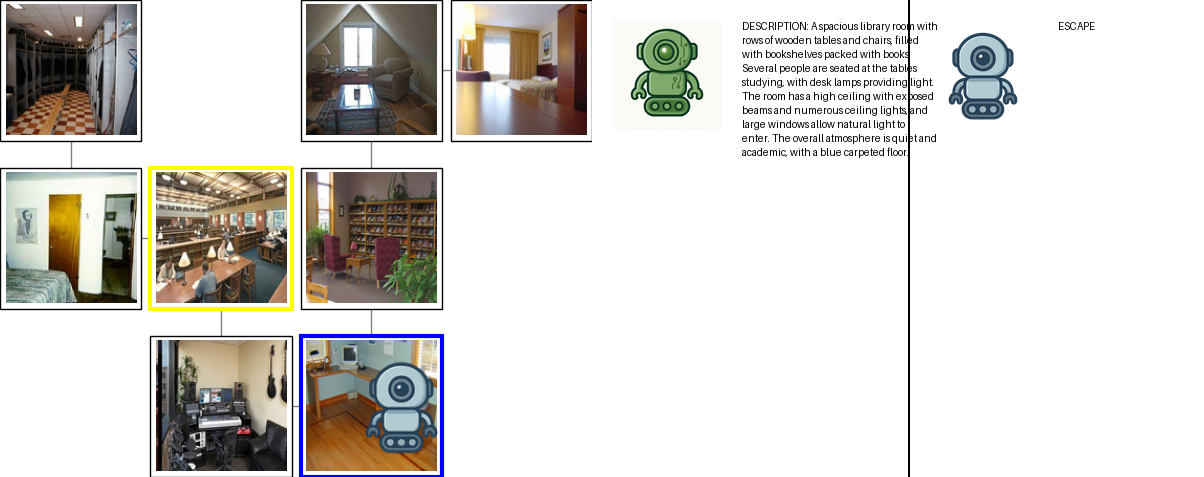 DESCRIPTION: A spacious library room with
rows of wooden tables and chairs, filled
with bookshelves packed with books.
Several people are seated at the tables
studying, with desk lamps providing light.
The room has a high ceiling with exposed
beams and numerous ceiling lights, and
large windows allow natural light to
enter. The overall atmosphere is quiet and
academic, with a blue carpeted floor.
ESCAPE